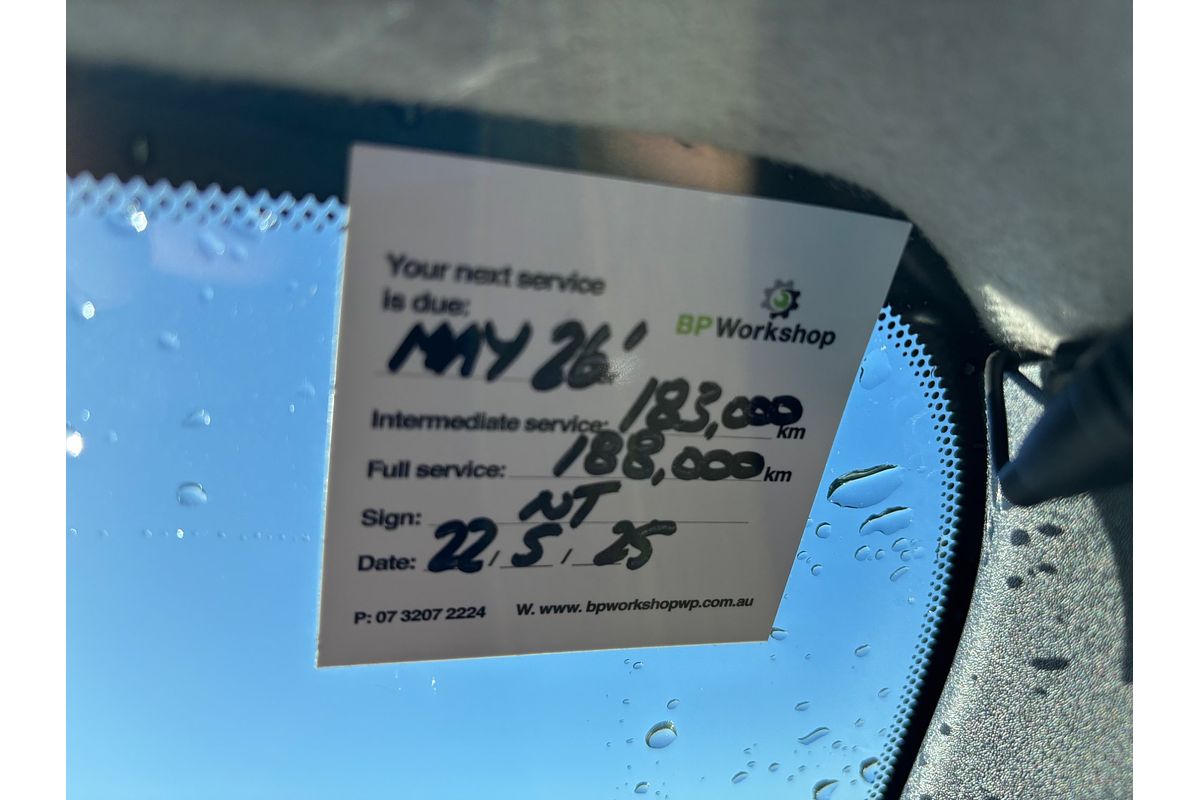 Your next service
is due:
MAY 26'
BP Workshop
Intermediate service: 183,000 km
Full service: 188,000 km
Sign: NT
Date: 22 / 5 / 25
P: 07 3207 2224 W. www. bpworkshopwp.com.au